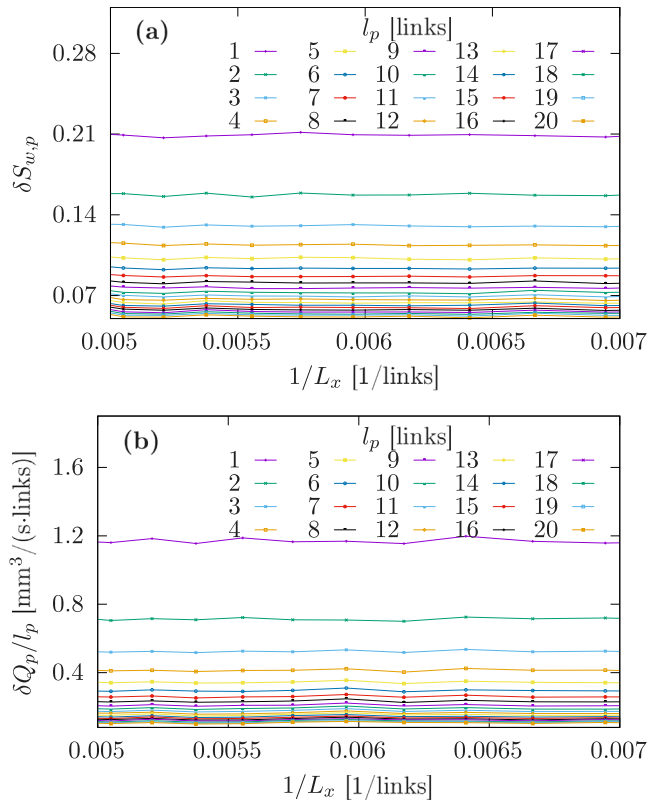 (a)
l_p [links]
1 5 9 13 17
2 6 10 14 18
3 7 11 15 19
4 8 12 16 20
0.28
0.21
0.14
0.07
δS_{w,p}
0.005 0.0055 0.006 0.0065 0.007
1/L_x [1/links]
(b)
l_p [links]
1 5 9 13 17
2 6 10 14 18
3 7 11 15 19
4 8 12 16 20
1.6
1.2
0.8
0.4
δQ_p/l_p [mm³/(s·links)]
0.005 0.0055 0.006 0.0065 0.007
1/L_x [1/links]